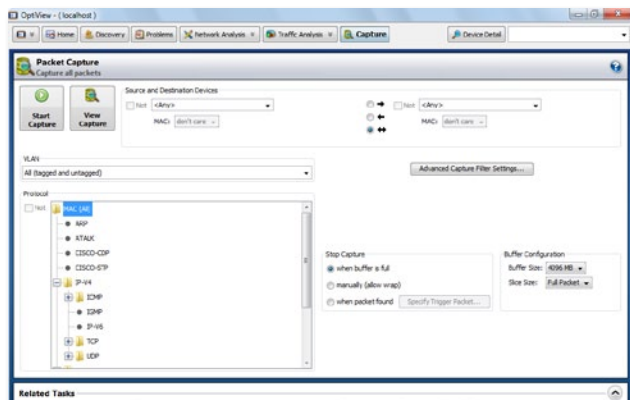 OptiView - ( localhost )
Home Discovery Problems Network Analysis Traffic Analysis Capture Device Detail
Packet Capture
Capture all packets
Start Capture
View Capture
Source and Destination Devices
Not <Any>
MAC: don't care
Not <Any>
MAC: don't care
VLAN
All (tagged and untagged)
Advanced Capture Filter Settings...
Protocol
Not
MAC (All
ARP
ATALK
CISCO-CDP
CISCO-STP
IP-V4
ICMP
IGMP
IP-V6
TCP
UDP
Stop Capture
when buffer is full
manually (allow wrap)
when packet found Specify Trigger Packet...
Buffer Configuration
Buffer Size: 4096 MB
Slice Size: Full Packet
Related Tasks